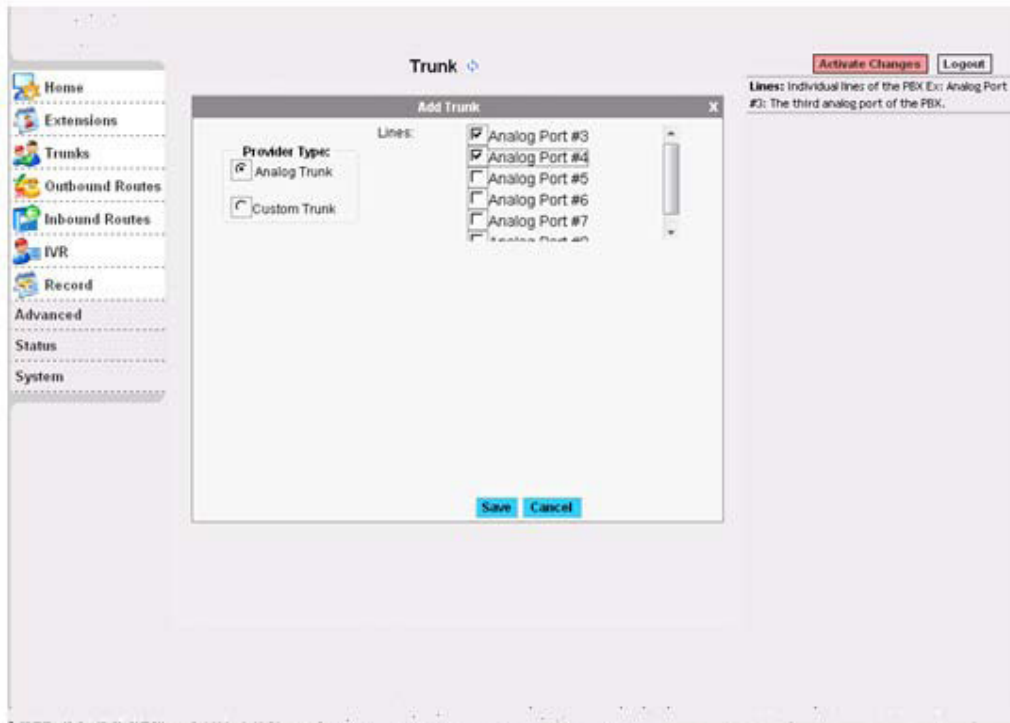 Trunk
Activate Changes
Logout
Lines: Individual lines of the PBX Ex: Analog Port
#3: The third analog port of the PBX.
Home
Extensions
Trunks
Outbound Routes
Inbound Routes
IVR
Record
Advanced
Status
System
Add Trunk X
Provider Type:
Analog Trunk
Custom Trunk
Lines:
Analog Port #3
Analog Port #4
Analog Port #5
Analog Port #6
Analog Port #7
Analog Port
Save
Cancel